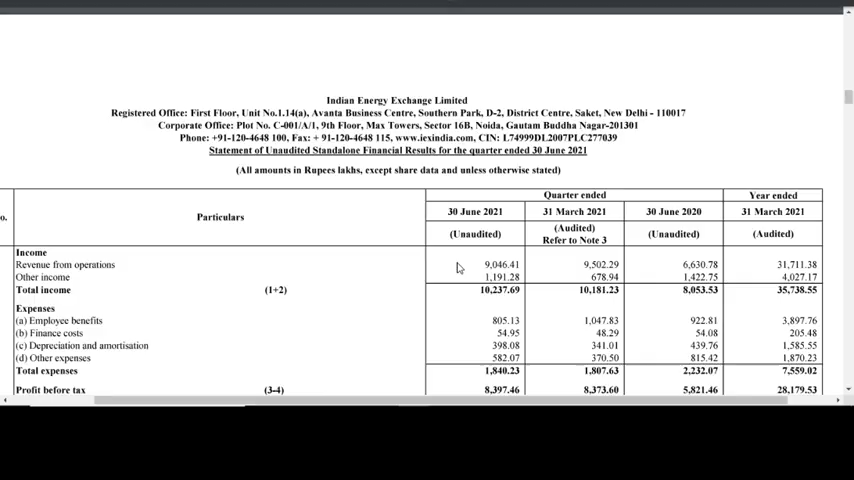 Indian Energy Exchange Limited
Registered Office: First Floor, Unit No.1.14(a), Avanta Business Centre, Southern Park, D-2, District Centre, Saket, New Delhi - 110017
Corporate Office: Plot No. C-001/A/1, 9th Floor, Max Towers, Sector 16B, Noida, Gautam Buddha Nagar-201301
Phone: +91-120-4648 100, Fax: + 91-120-4648 115, www.iexindia.com, CIN: L74999DL2007PLC277039
Statement of Unaudited Standalone Financial Results for the quarter ended 30 June 2021
(All amounts in Rupees lakhs, except share data and unless otherwise stated)
o. Particulars Quarter ended Year ended
30 June 2021 31 March 2021 30 June 2020 31 March 2021
(Unaudited) (Audited) Refer to Note 3 (Unaudited) (Audited)
Income
Revenue from operations 9,046.41 9,502.29 6,630.78 31,711.38
Other income 1,191.28 678.94 1,422.75 4,027.17
Total income (1+2) 10,237.69 10,181.23 8,053.53 35,738.55
Expenses
(a) Employee benefits 805.13 1,047.83 922.81 3,897.76
(b) Finance costs 54.95 48.29 54.08 205.48
(c) Depreciation and amortisation 398.08 341.01 439.76 1,585.55
(d) Other expenses 582.07 370.50 815.42 1,870.23
Total expenses 1,840.23 1,807.63 2,232.07 7,559.02
Profit before tax (3-4) 8,397.46 8,373.60 5,821.46 28,179.53